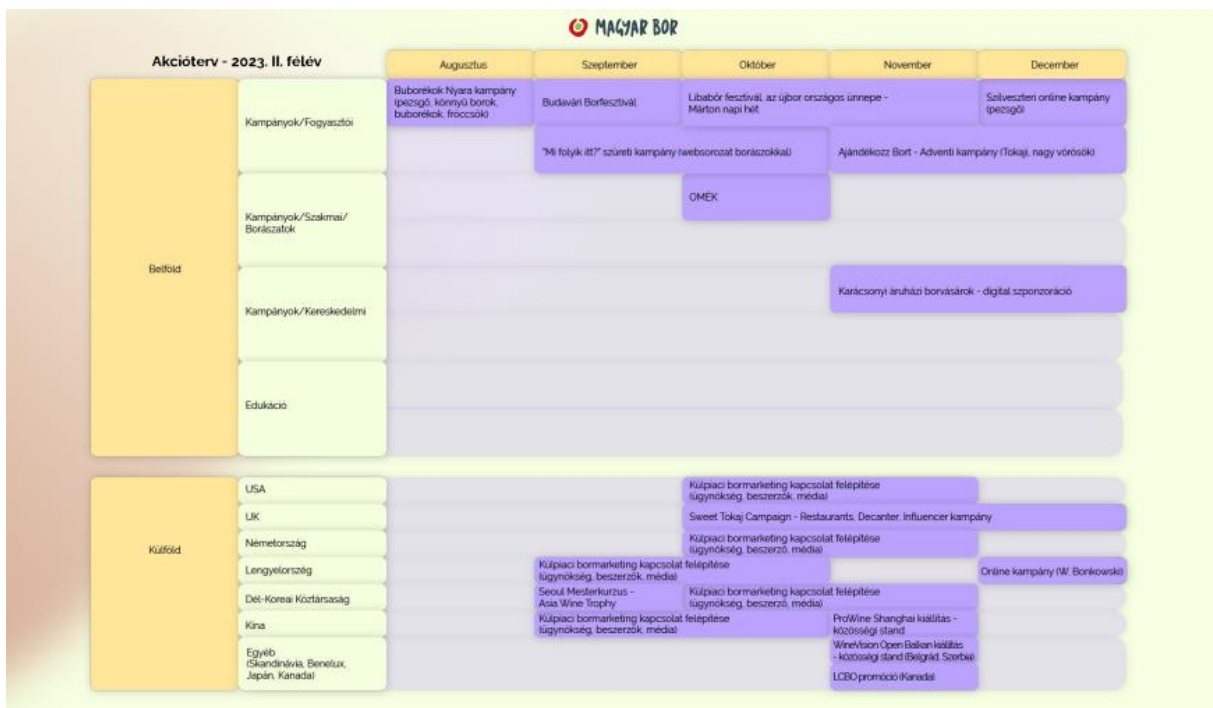 MAGYAR BOR
Akcióterv - 2023. II. félév
Augusztus
Szeptember
Október
November
December
Belföld
Kampányok/Fogyasztói
Buborékok Nyara kampány
(pezsgő, könnyű borok,
buborékok, fröccsök)
Budavári Borfesztivál
Libabőr fesztivál, az újbor országos ünnepe -
Márton napi hét
Szilveszteri online kampány
(pezsgő)
"Mi folyik itt?" szüreti kampány (websorozat borászokkal)
Ajándékozz Bort - Adventi kampány (Tokaji, nagy vörösök)
Kampányok/Szakmai/
Borászatok
OMÉK
Kampányok/Kereskedelmi
Karácsonyi áruházi borvásárok - digital szponzoráció
Edukáció
Külföld
USA
Külpiaci bormarketing kapcsolat felépítése
(ügynökség, beszerzők, média)
UK
Sweet Tokaj Campaign - Restaurants, Decanter, Influencer kampány
Németország
Külpiaci bormarketing kapcsolat felépítése
(ügynökség, beszerző, média)
Lengyelország
Külpiaci bormarketing kapcsolat felépítése
(ügynökség, beszerzők, média)
Online kampány (W. Bonkowski)
Dél-Koreai Köztársaság
Seoul Mesterkurzus -
Asia Wine Trophy
Külpiaci bormarketing kapcsolat felépítése
(ügynökség, beszerző, média)
Kína
Külpiaci bormarketing kapcsolat felépítése
(ügynökség, beszerzők, média)
ProWine Shanghai kiállítás -
közösségi stand
Egyéb
(Skandinávia, Benelux,
Japán, Kanada)
WineVision Open Balkan kiállítás
- közösségi stand (Belgrád, Szerbia)
LCBO promóció (Kanada)